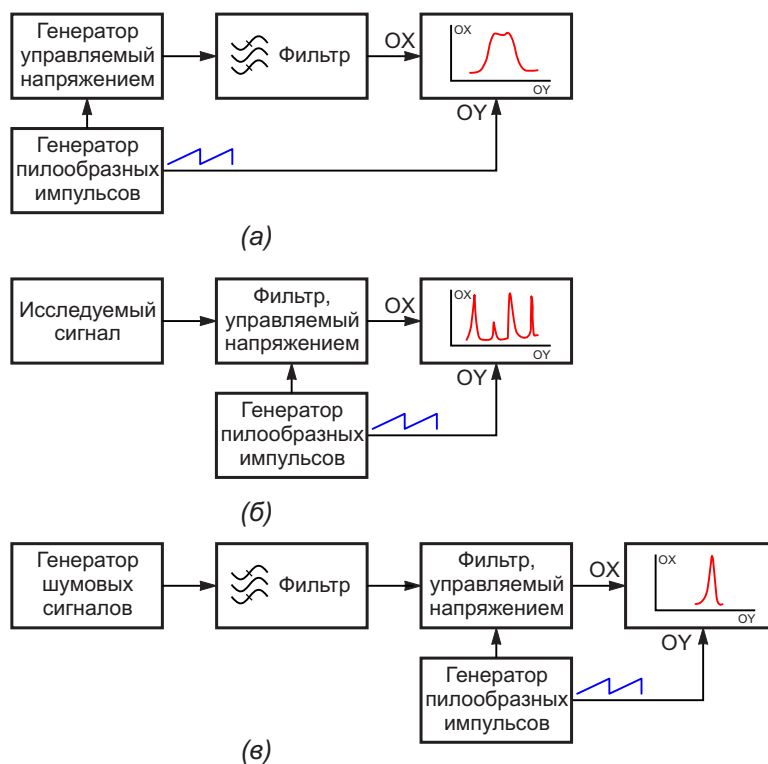 Генератор
управляемый
напряжением
Фильтр
OX
OX
OY
OY
Генератор
пилообразных
импульсов
(а)
Исследуемый
сигнал
Фильтр,
управляемый
напряжением
OX
OX
OY
OY
Генератор
пилообразных
импульсов
(б)
Генератор
шумовых
сигналов
Фильтр
Фильтр,
управляемый
напряжением
OX
OX
OY
OY
Генератор
пилообразных
импульсов
(в)